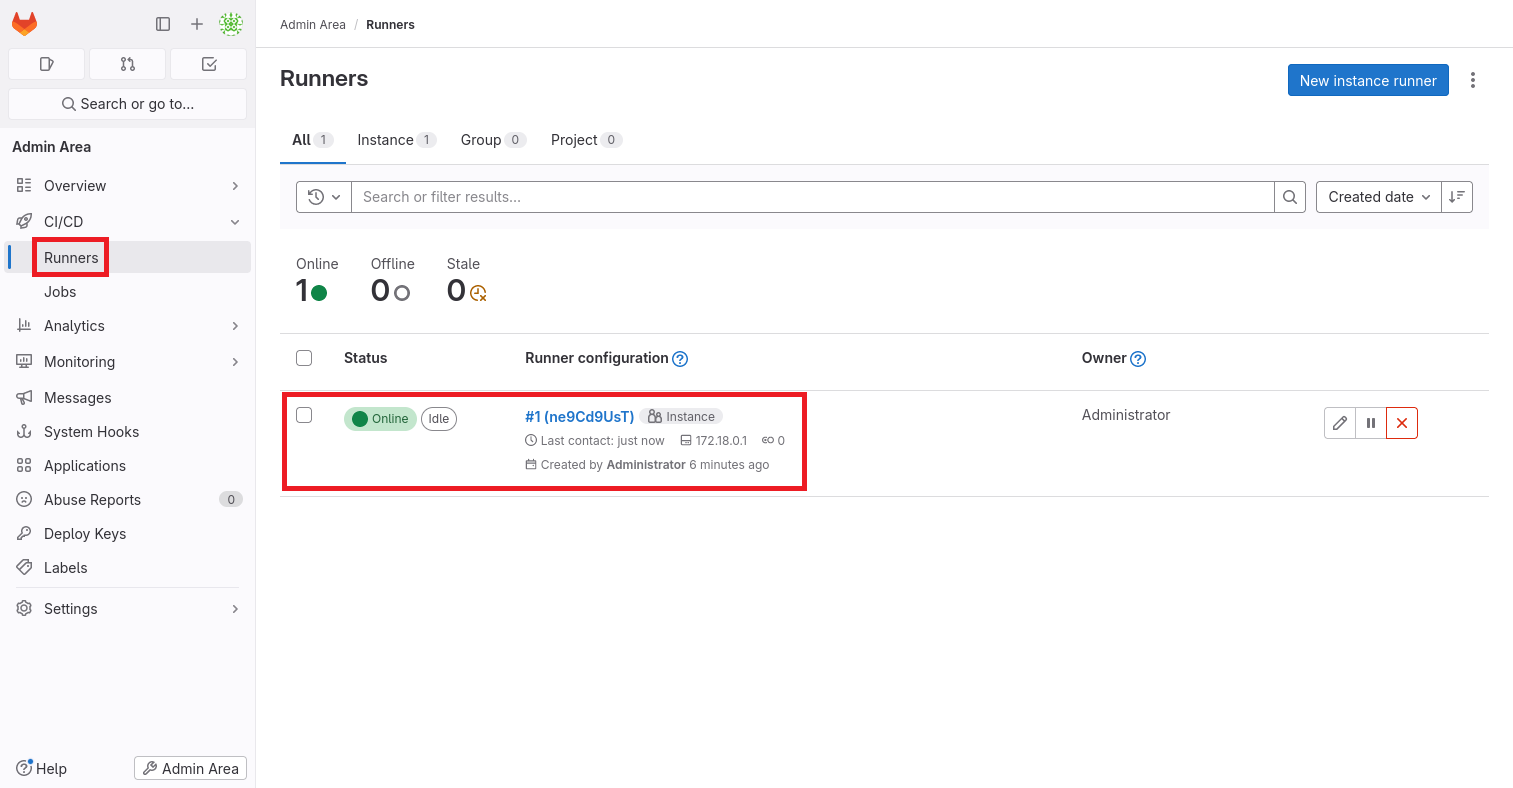 Search or go to...
Admin Area
Overview
CI/CD
Runners
Jobs
Analytics
Monitoring
Messages
System Hooks
Applications
Abuse Reports 0
Deploy Keys
Labels
Settings
Help
Admin Area
Admin Area / Runners
Runners
New instance runner
All 1 Instance 1 Group 0 Project 0
Search or filter results...
Created date
Online Offline Stale
1 0 0
Status Runner configuration ? Owner ?
Online Idle #1 (ne9Cd9UsT) Instance Administrator
Last contact: just now 172.18.0.1 0
Created by Administrator 6 minutes ago